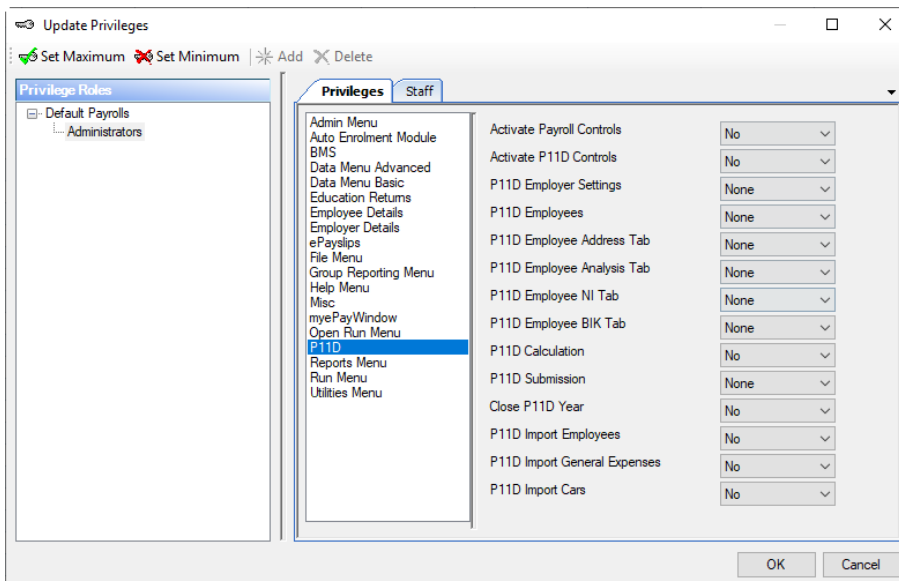 Update Privileges
Set Maximum Set Minimum Add Delete
Privilege Roles
Default Payrolls
Administrators
Privileges Staff
Admin Menu
Auto Enrolment Module
BMS
Data Menu Advanced
Data Menu Basic
Education Returns
Employee Details
Employer Details
ePayslips
File Menu
Group Reporting Menu
Help Menu
Misc
myePayWindow
Open Run Menu
P11D
Reports Menu
Run Menu
Utilities Menu
Activate Payroll Controls No
Activate P11D Controls No
P11D Employer Settings None
P11D Employees None
P11D Employee Address Tab None
P11D Employee Analysis Tab None
P11D Employee NI Tab None
P11D Employee BIK Tab None
P11D Calculation No
P11D Submission None
Close P11D Year No
P11D Import Employees No
P11D Import General Expenses No
P11D Import Cars No
OK Cancel